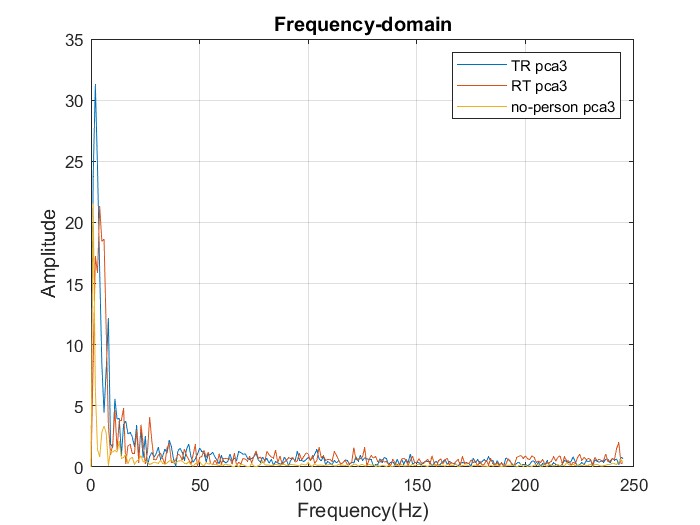 Frequency-domain
35
30
25
20
15
10
5
0
Amplitude
TR pca3
RT pca3
no-person pca3
0 50 100 150 200 250
Frequency(Hz)